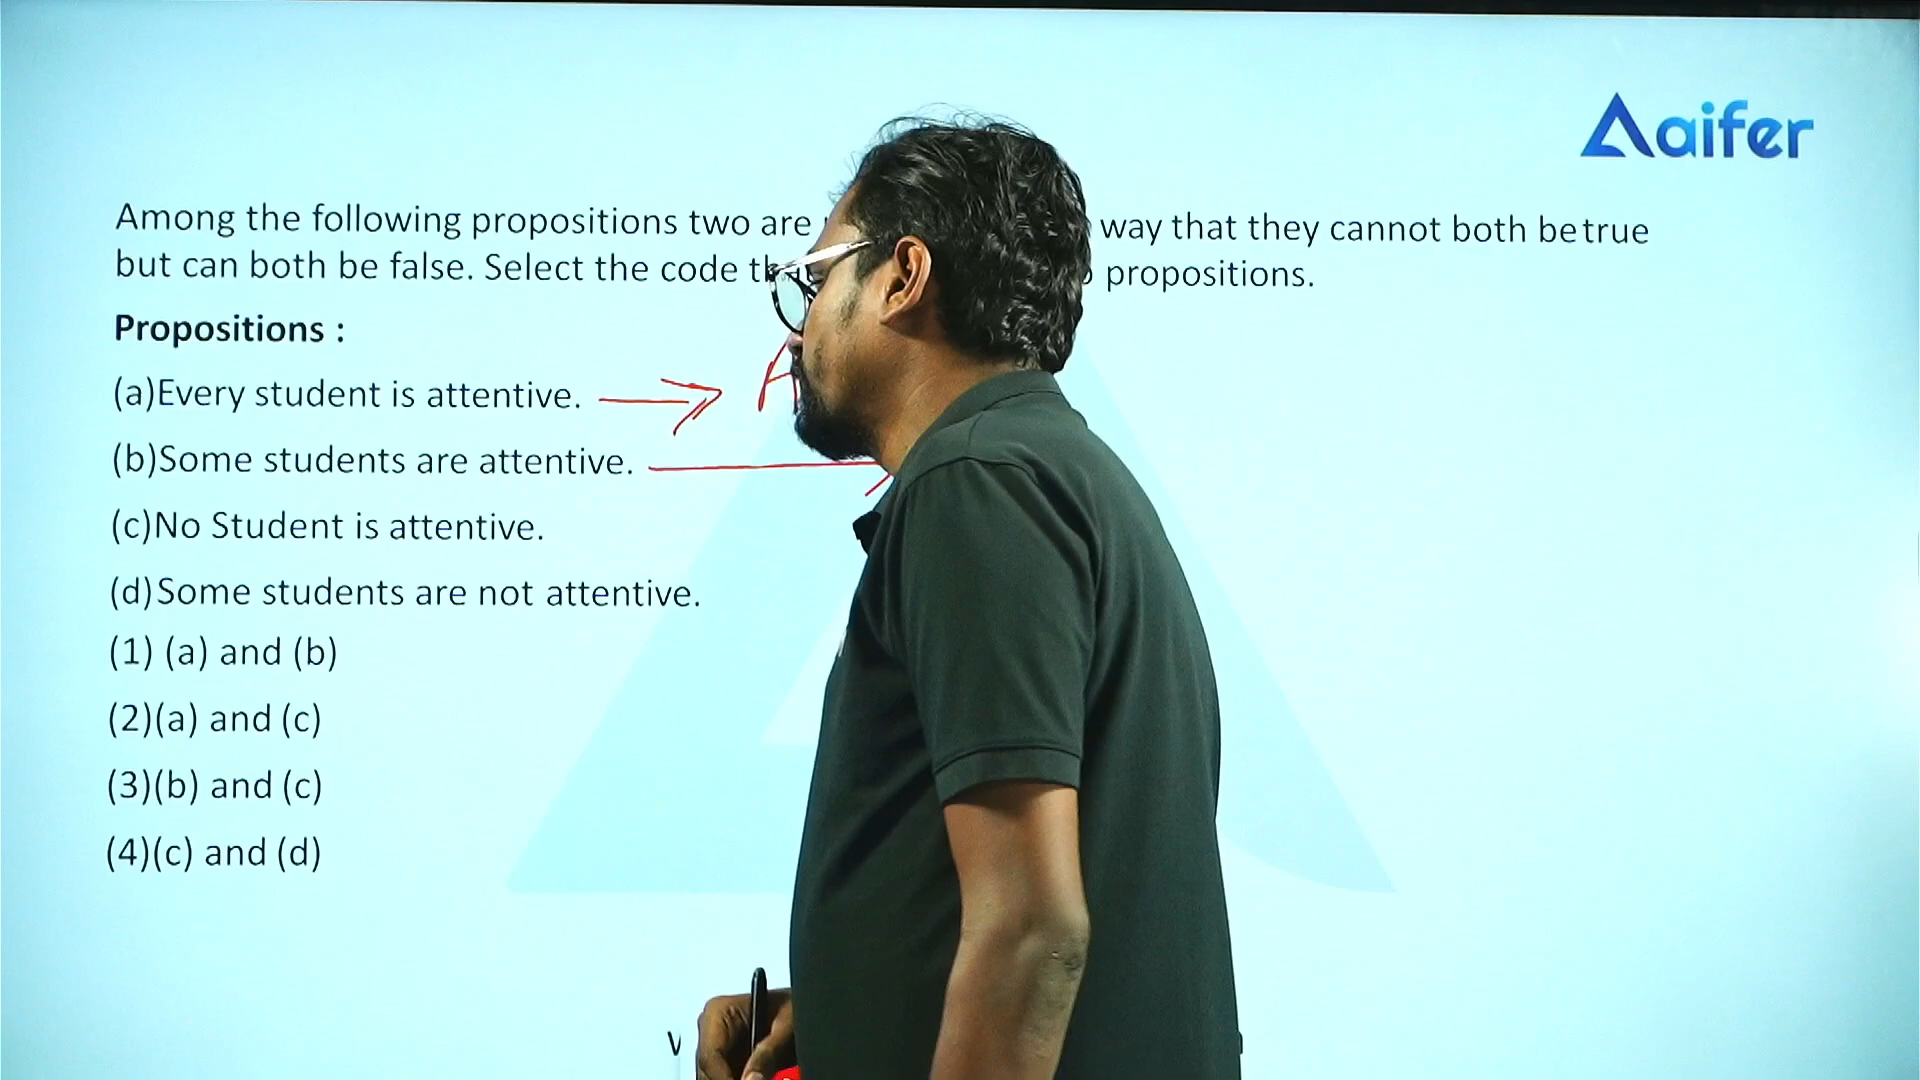 aifer
Among the following propositions two are way that they cannot both be true
but can both be false. Select the code propositions.
Propositions :
(a)Every student is attentive.
A
(b)Some students are attentive.
(c)No Student is attentive.
(d)Some students are not attentive.
(1) (a) and (b)
(2)(a) and (c)
(3)(b) and (c)
(4)(c) and (d)